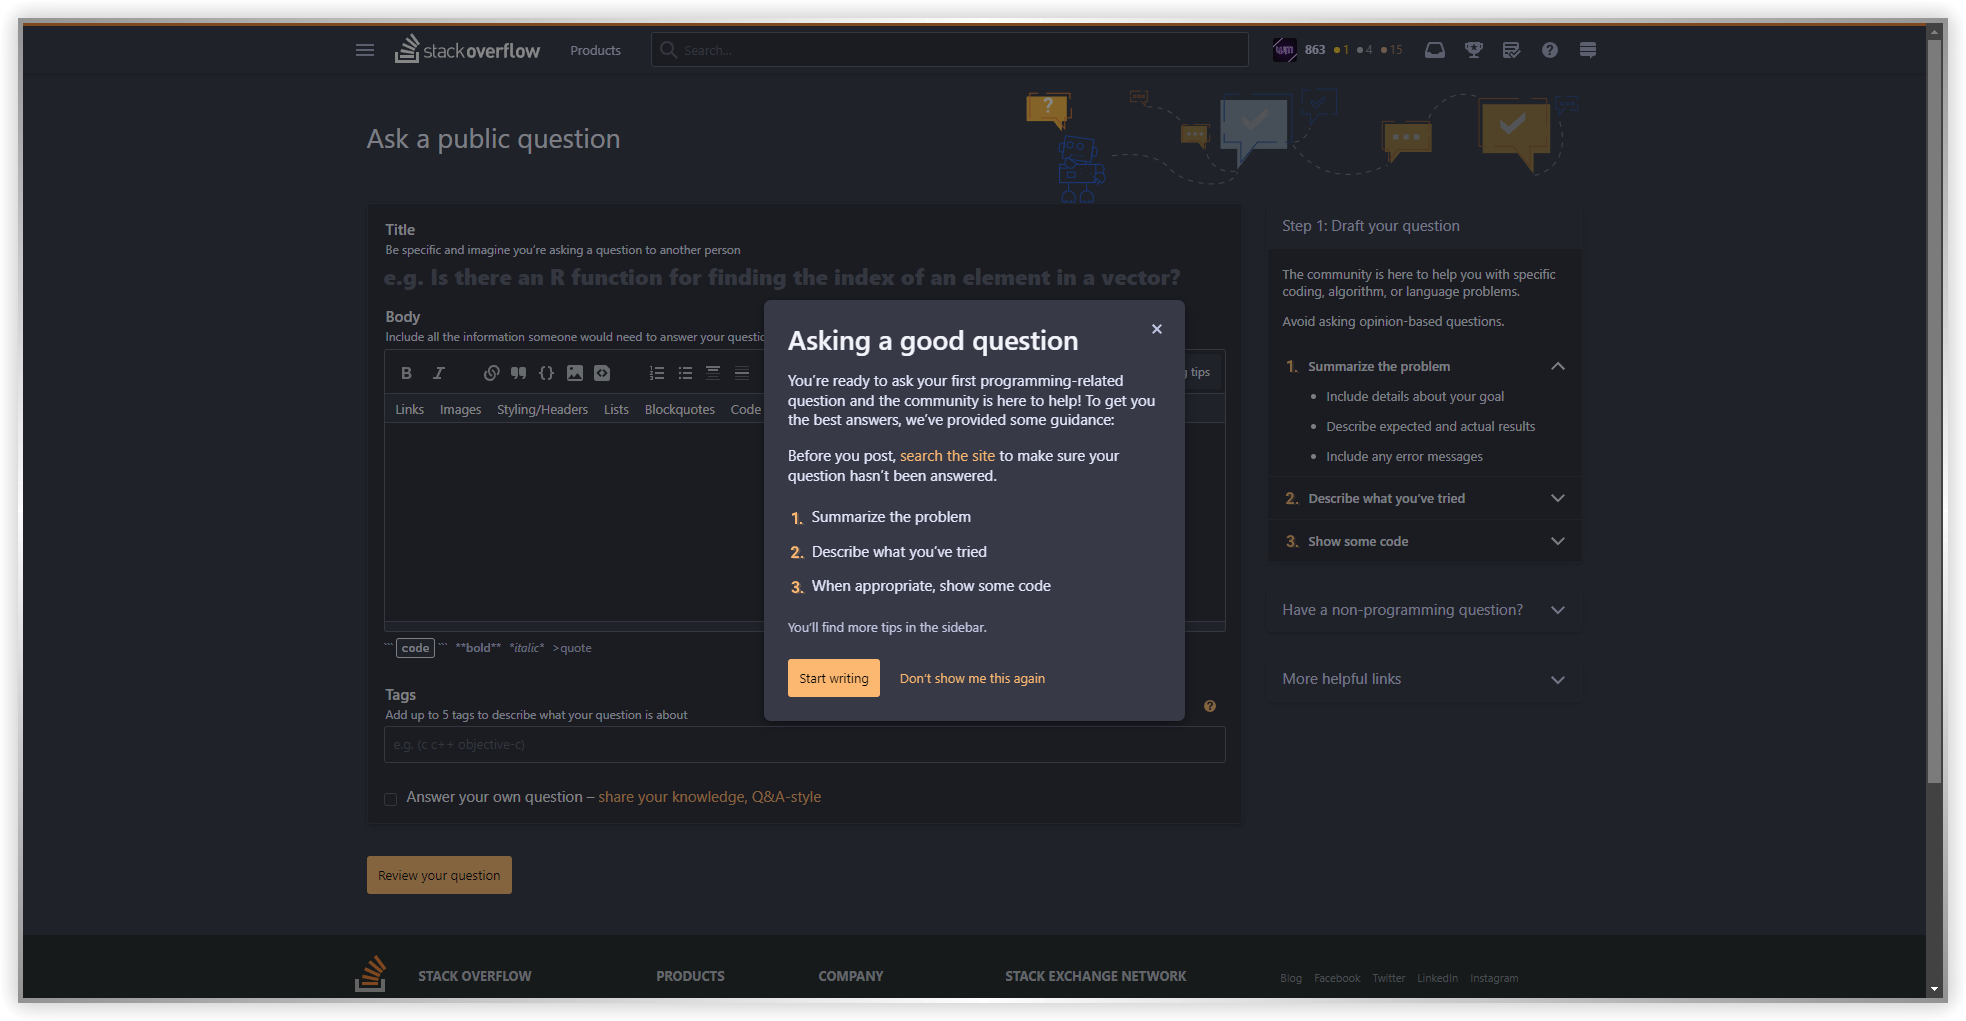 stackoverflow
Products
Search...
863 1 4 15
Ask a public question
Title
Be specific and imagine you're asking a question to another person
e.g. Is there an R function for finding the index of an element in a vector?
Body
Include all the information someone would need to answer your
Links Images Styling/Headers Lists Blockquotes Code
tips
code **bold** *italic* >quote
Tags
Add up to 5 tags to describe what your question is about
e.g. (c c++ objective-c)
Answer your own question – share your knowledge, Q&A-style
Review your question
Asking a good question
You're ready to ask your first programming-related
question and the community is here to help! To get you
the best answers, we've provided some guidance:
Before you post, search the site to make sure your
question hasn't been answered.
1. Summarize the problem
2. Describe what you've tried
3. When appropriate, show some code
You'll find more tips in the sidebar.
Start writing
Don't show me this again
Step 1: Draft your question
The community is here to help you with specific
coding, algorithm, or language problems.
Avoid asking opinion-based questions.
1. Summarize the problem
Include details about your goal
Describe expected and actual results
Include any error messages
2. Describe what you've tried
3. Show some code
Have a non-programming question?
More helpful links
STACK OVERFLOW
PRODUCTS
COMPANY
STACK EXCHANGE NETWORK
Blog Facebook Twitter LinkedIn Instagram